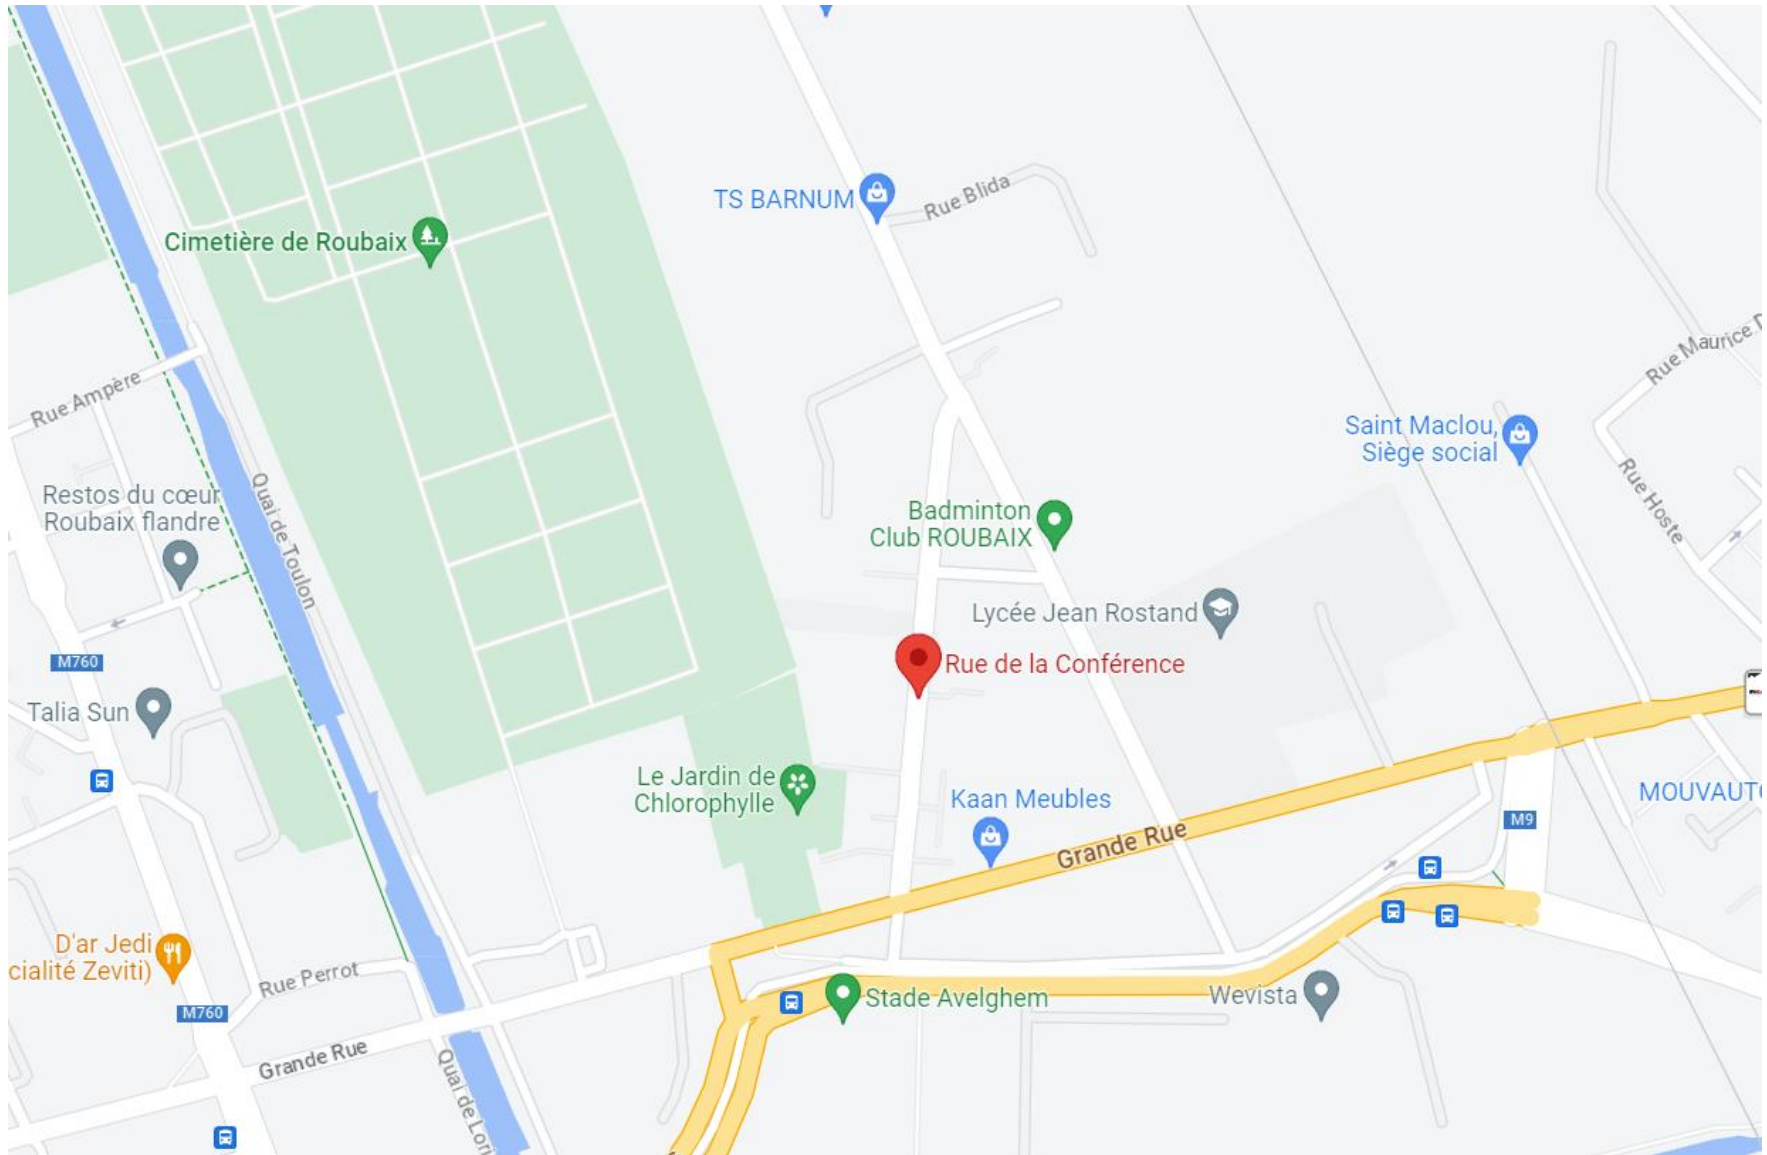 TS BARNUM
Rue Blida
Cimetière de Roubaix
Rue Maurice
Rue Ampère
Saint Maclou,
Siège social
Rue Hoste
Restos du cœur
Roubaix flandre
Quai de Toulon
Badminton
Club ROUBAIX
Lycée Jean Rostand
M760
Rue de la Conférence
Talia Sun
Le Jardin de
Chlorophylle
Kaan Meubles
MOUVAUT
Grande Rue
M9
D'ar Jedi
cialité Zeviti)
Rue Perrot
Stade Avelghem
Wevista
M760
Grande Rue
Quai de Lori